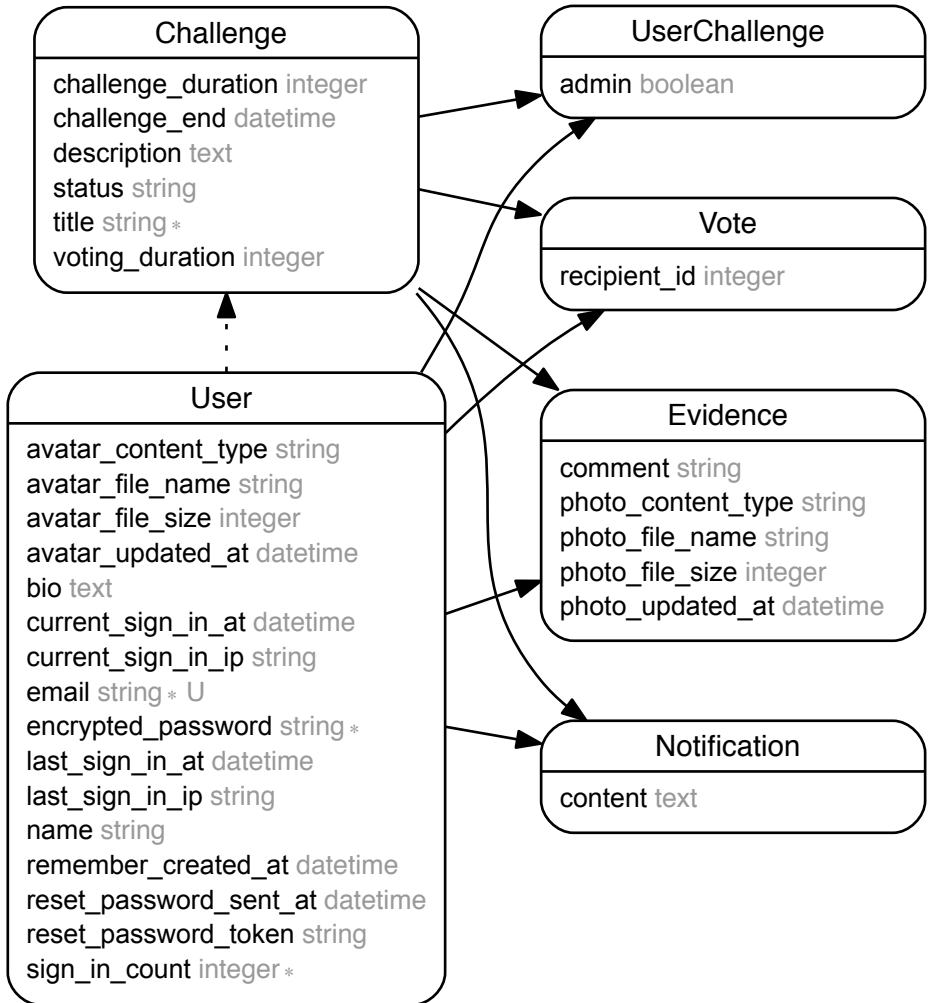 Challenge
challenge_duration integer
challenge_end datetime
description text
status string
title string *
voting_duration integer
User
avatar_content_type string
avatar_file_name string
avatar_file_size integer
avatar_updated_at datetime
bio text
current_sign_in_at datetime
current_sign_in_ip string
email string * U
encrypted_password string *
last_sign_in_at datetime
last_sign_in_ip string
name string
remember_created_at datetime
reset_password_sent_at datetime
reset_password_token string
sign_in_count integer *
UserChallenge
admin boolean
Vote
recipient_id integer
Evidence
comment string
photo_content_type string
photo_file_name string
photo_file_size integer
photo_updated_at datetime
Notification
content text